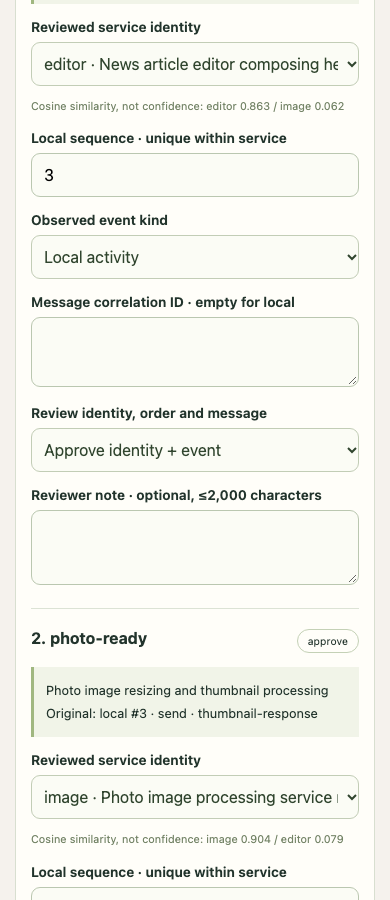 Reviewed service identity
editor · News article editor composing he
Cosine similarity, not confidence: editor 0.863 / image 0.062
Local sequence · unique within service
3
Observed event kind
Local activity
Message correlation ID · empty for local
Review identity, order and message
Approve identity + event
Reviewer note · optional, ≤2,000 characters
2. photo-ready
approve
Photo image resizing and thumbnail processing
Original: local #3 · send · thumbnail-response
Reviewed service identity
image · Photo image processing service
Cosine similarity, not confidence: image 0.904 / editor 0.079
Local sequence · unique within service